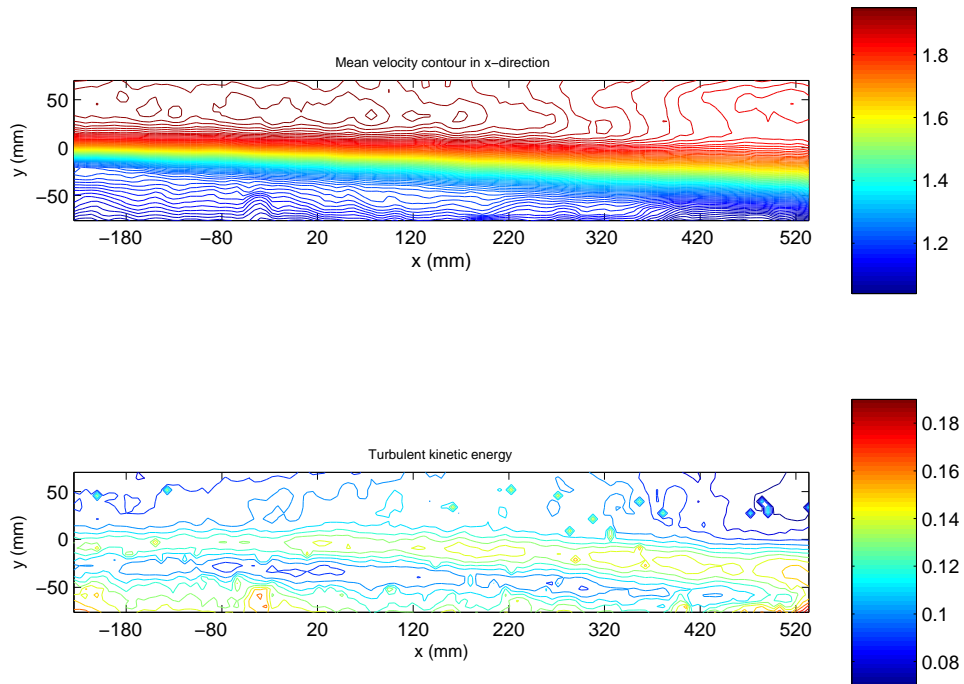 Mean velocity contour in x−direction
y (mm)
50
0
−50
−180 −80 20 120 220 320 420 520
x (mm)
1.8
1.6
1.4
1.2
Turbulent kinetic energy
y (mm)
50
0
−50
−180 −80 20 120 220 320 420 520
x (mm)
0.18
0.16
0.14
0.12
0.1
0.08